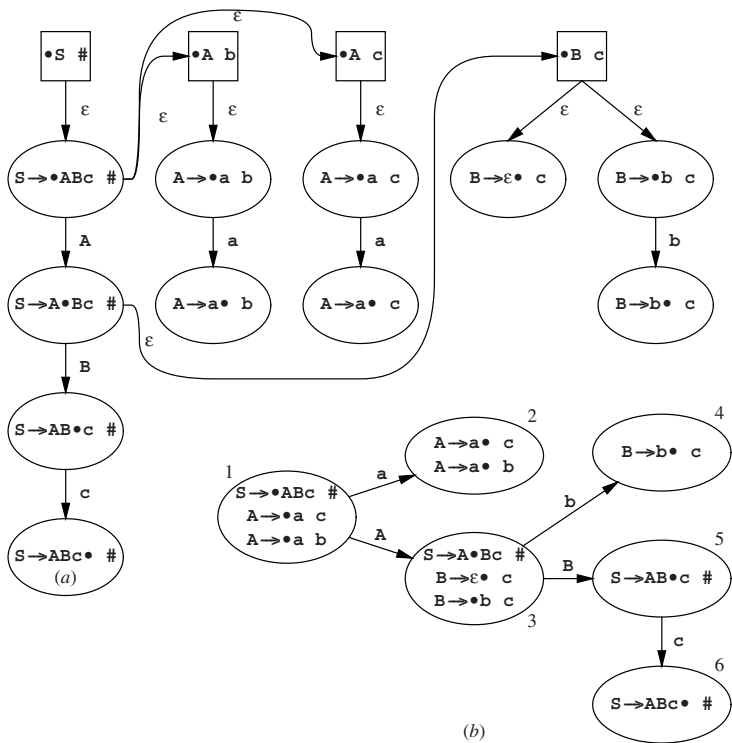 ε
•S #
•A b
•A c
•B c
ε
ε
ε
ε
ε
ε
S→•ABc #
A→•a b
A→•a c
B→ε• c
B→•b c
A
a
a
b
S→A•Bc #
A→a• b
A→a• c
B→b• c
ε
B
S→AB•c #
c
S→ABc• #
(a)
1
S→•ABc #
A→•a c
A→•a b
a
A
2
A→a• c
A→a• b
S→A•Bc #
B→ε• c
B→•b c
3
b
B
4
B→b• c
5
S→AB•c #
c
6
S→ABc• #
(b)